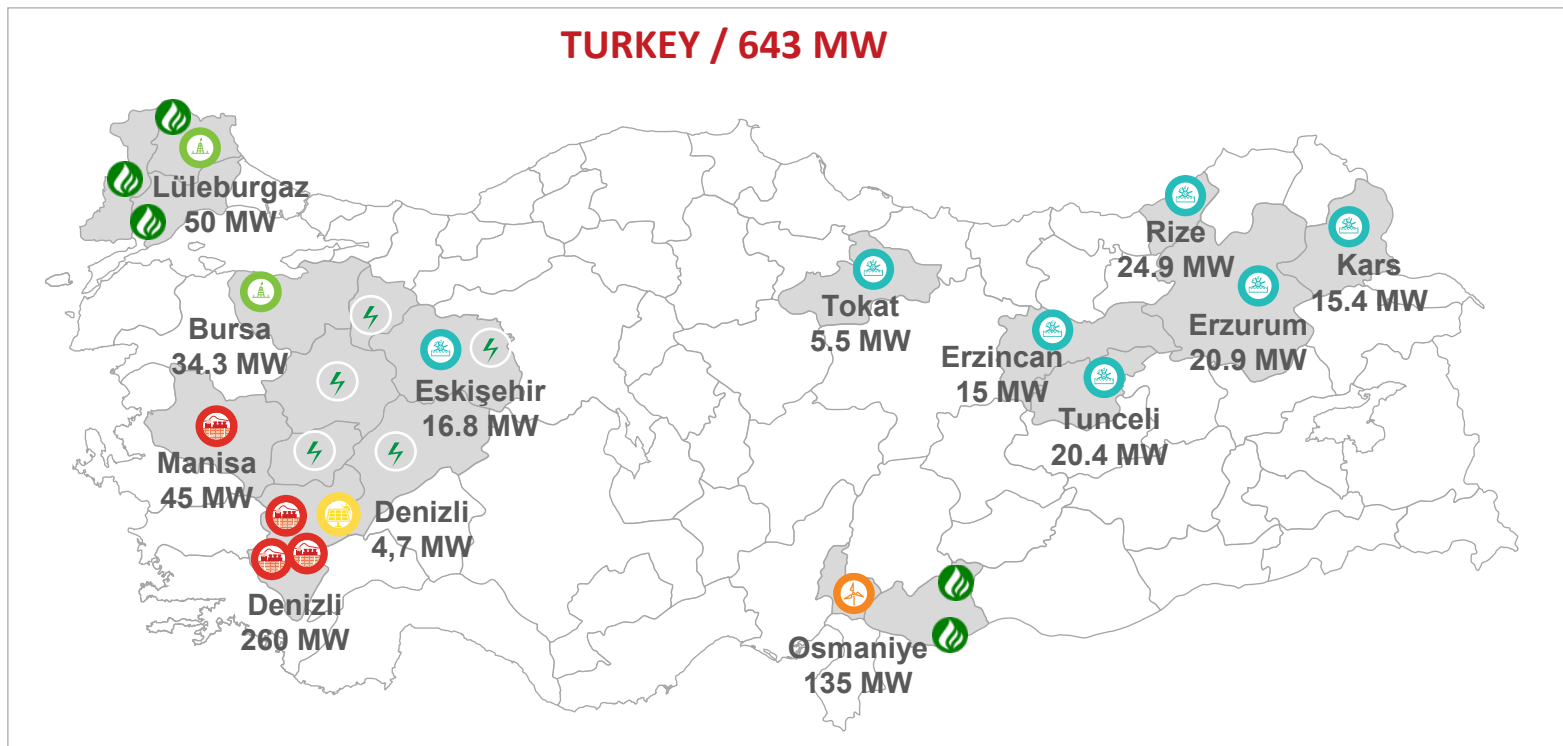 TURKEY / 643 MW
Lüleburgaz
50 MW
Bursa
34.3 MW
Eskişehir
16.8 MW
Manisa
45 MW
Denizli
4,7 MW
Denizli
260 MW
Tokat
5.5 MW
Rize
24.9 MW
Kars
15.4 MW
Erzurum
20.9 MW
Erzincan
15 MW
Tunceli
20.4 MW
Osmaniye
135 MW